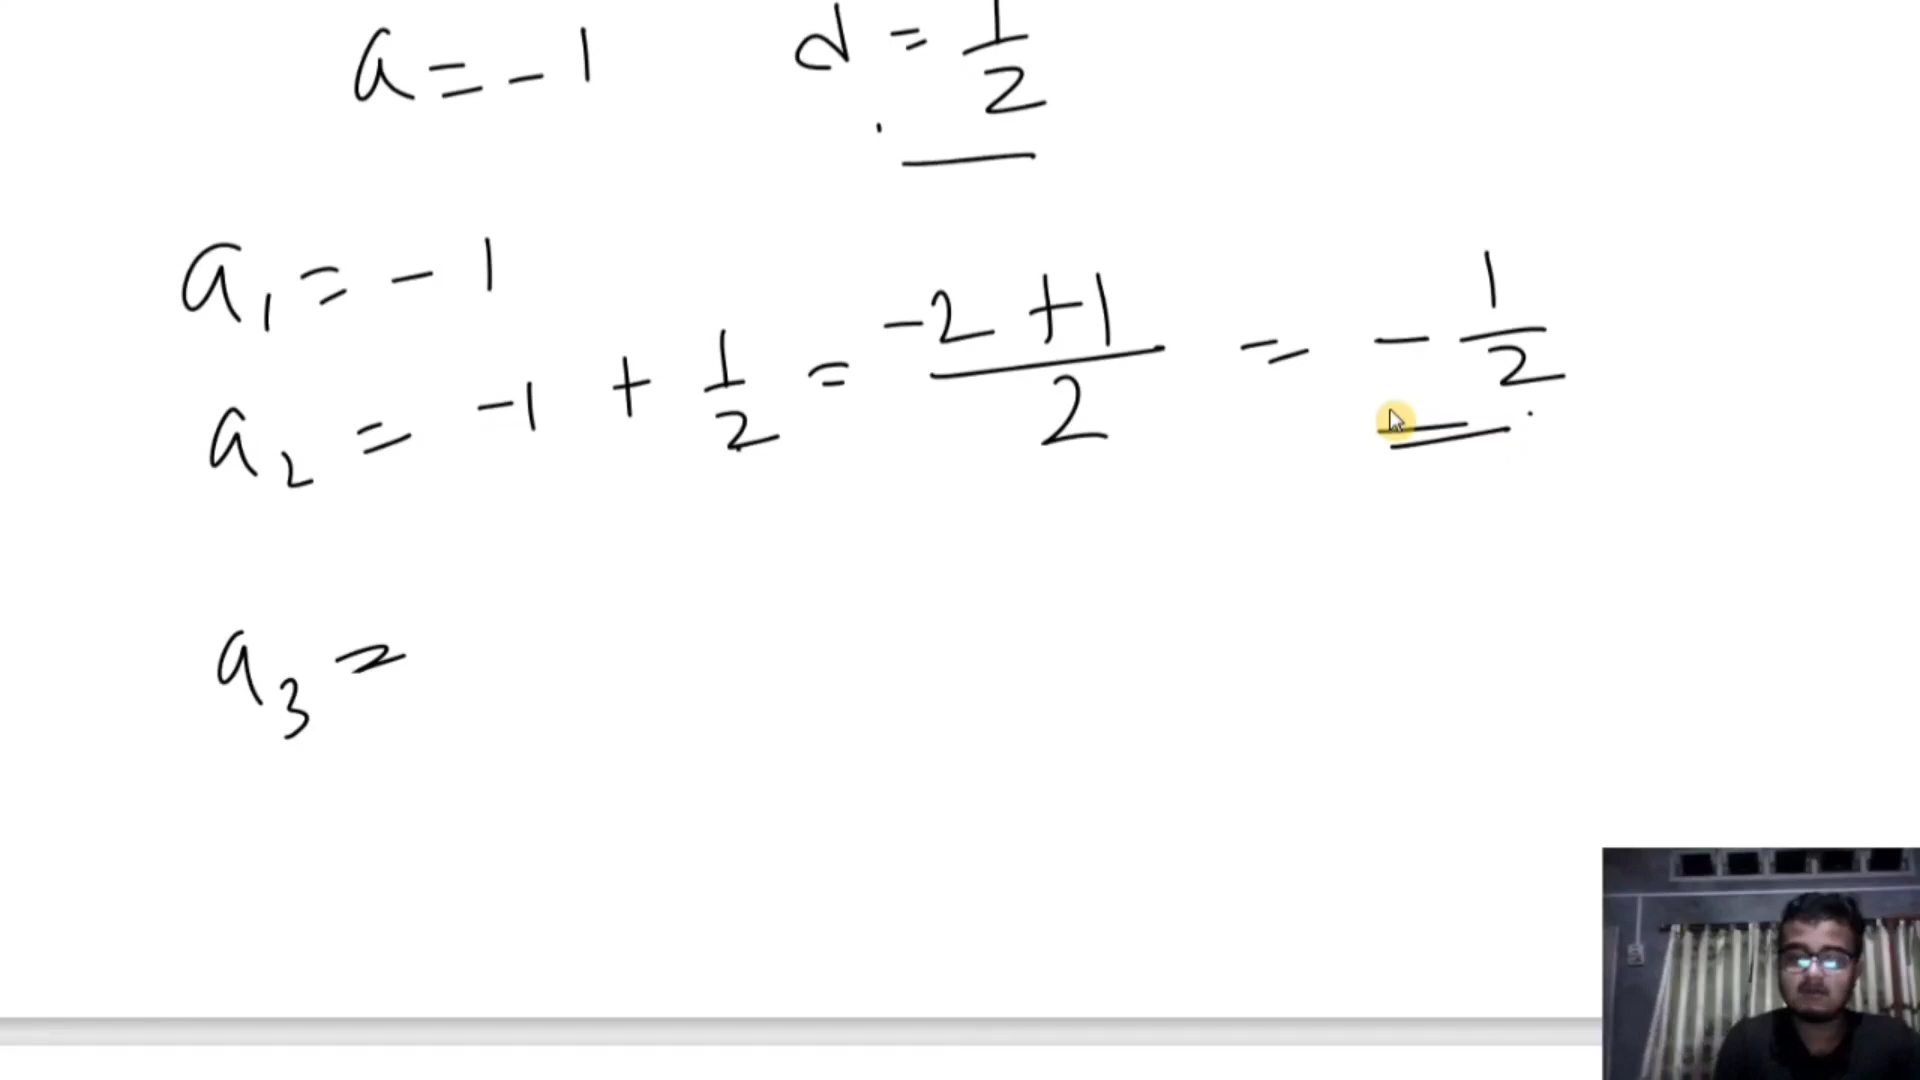 a = -1 d = 1/2
a₁ = -1
a₂ = -1 + 1/2 = (-2+1)/2 = -1/2
a₃ =